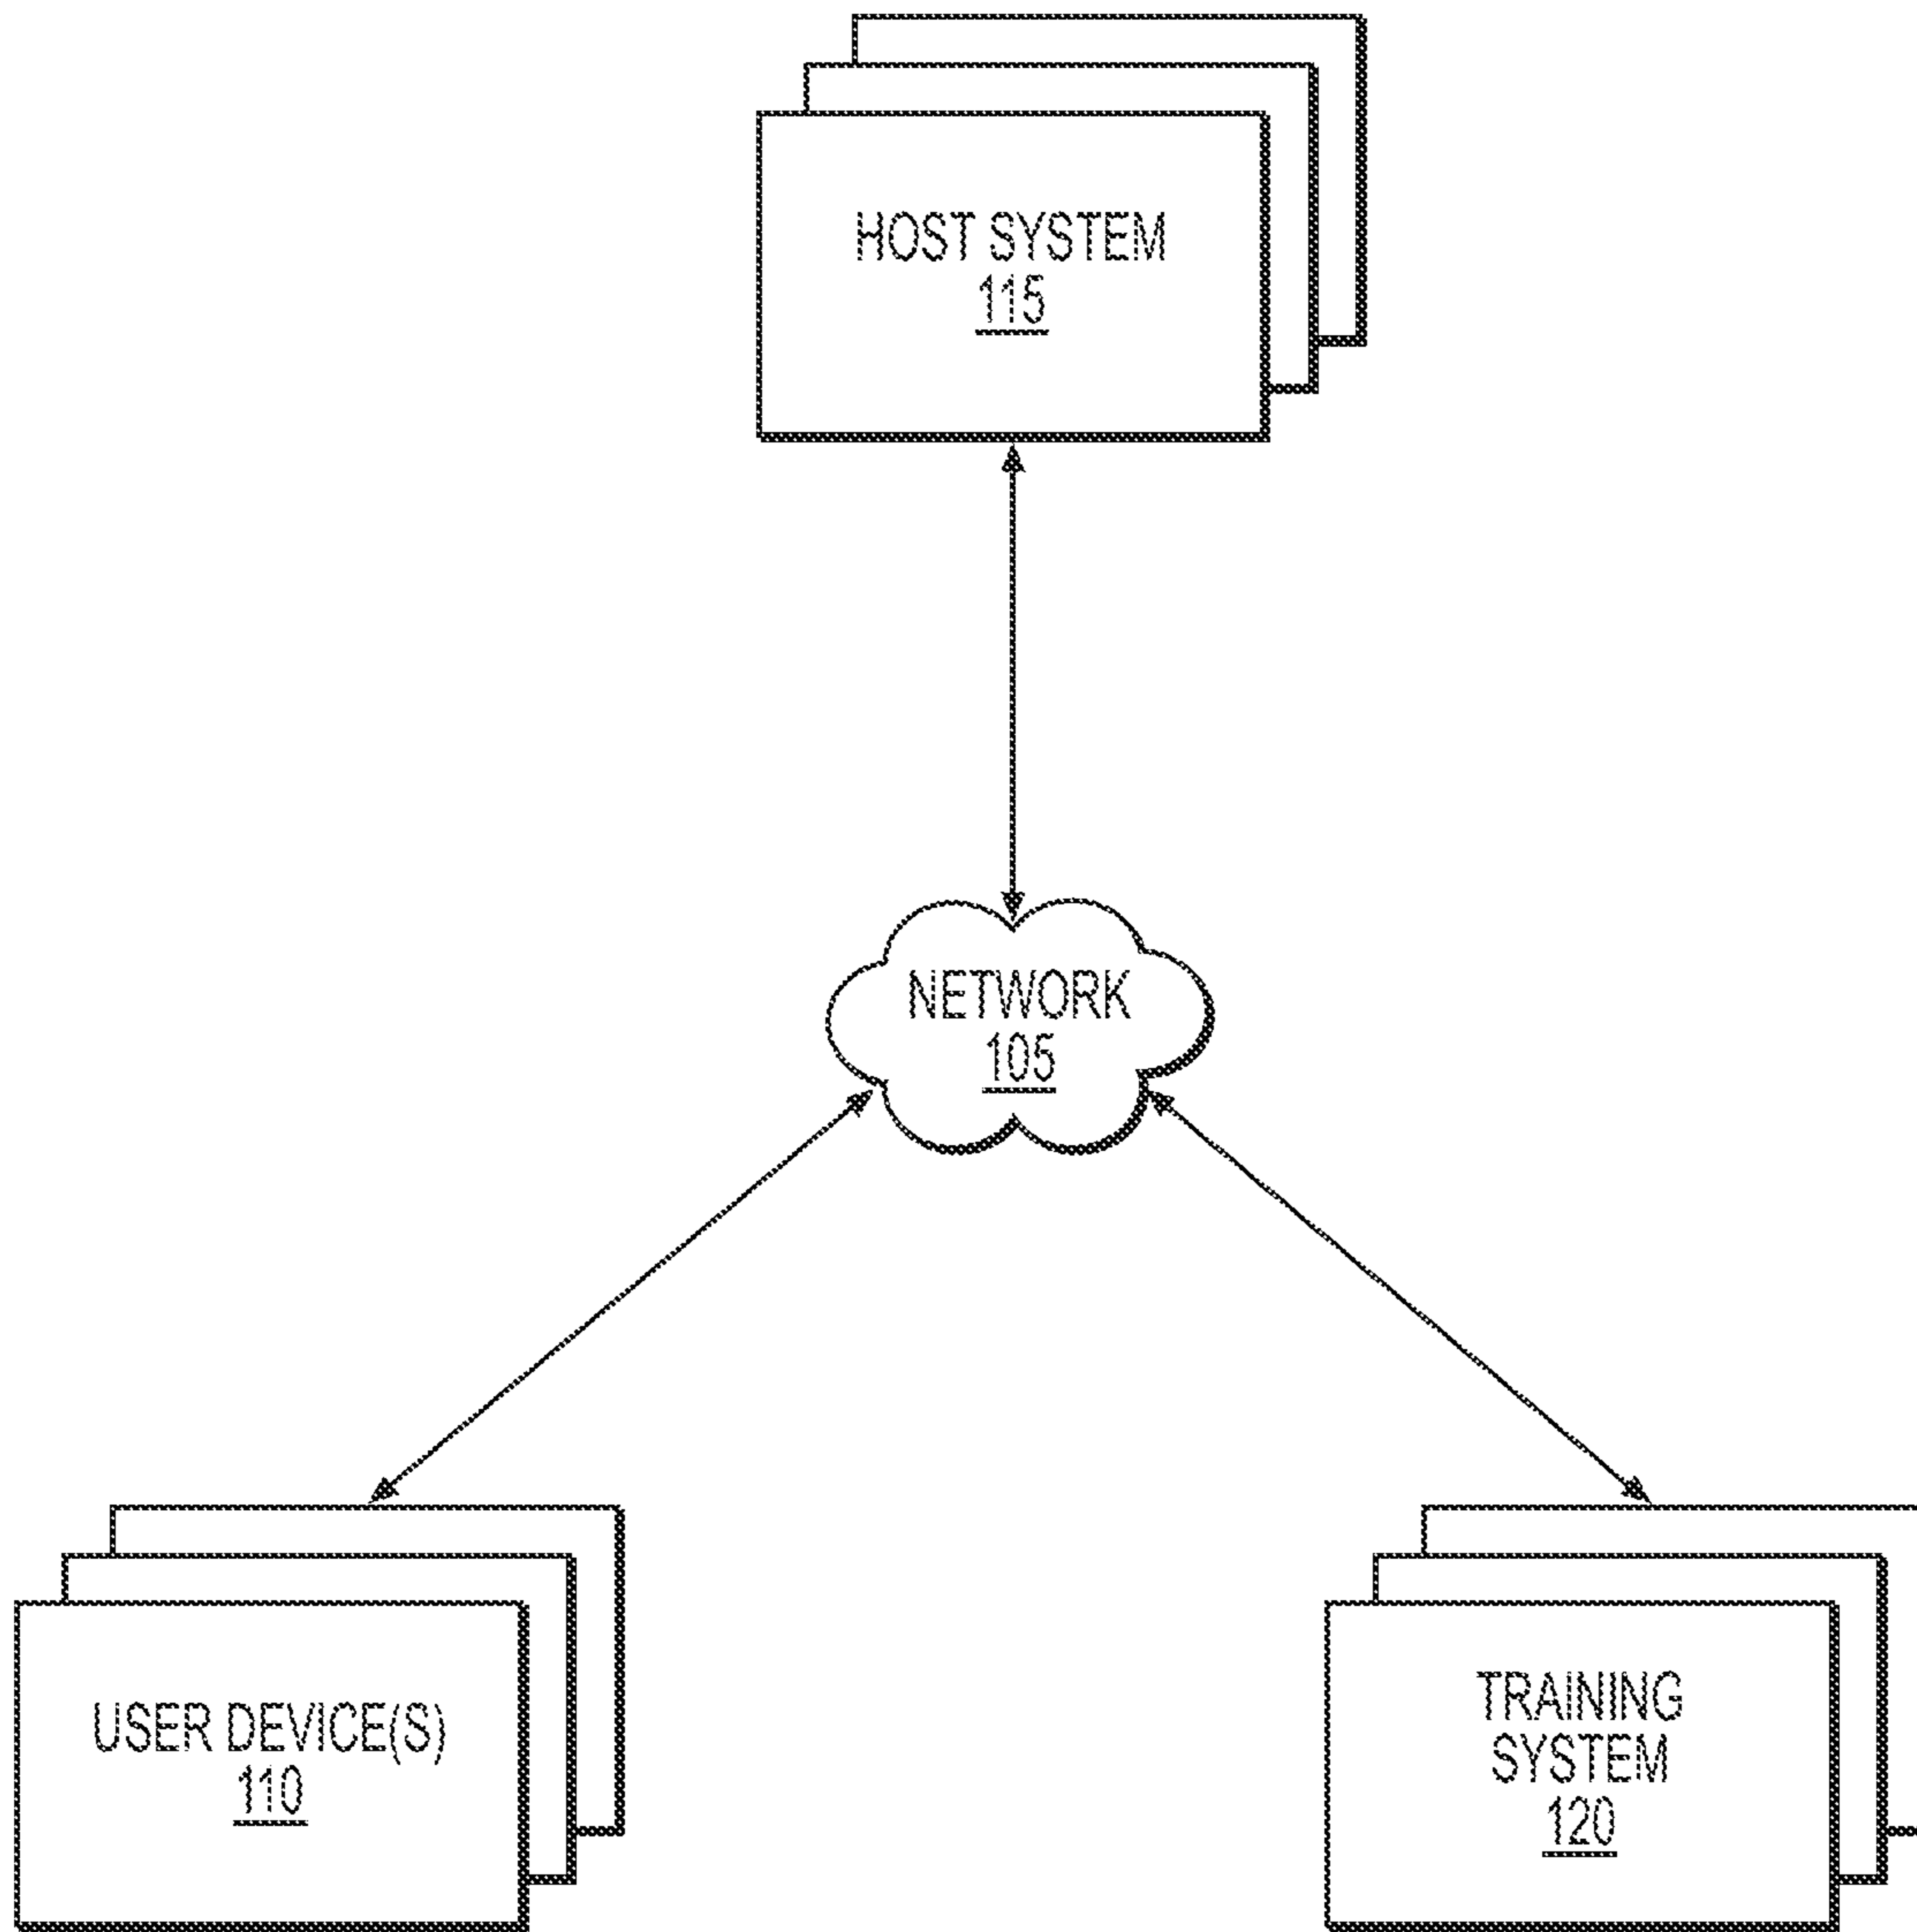 HOST SYSTEM
115
NETWORK
105
USER DEVICE(S)
110
TRAINING
SYSTEM
120